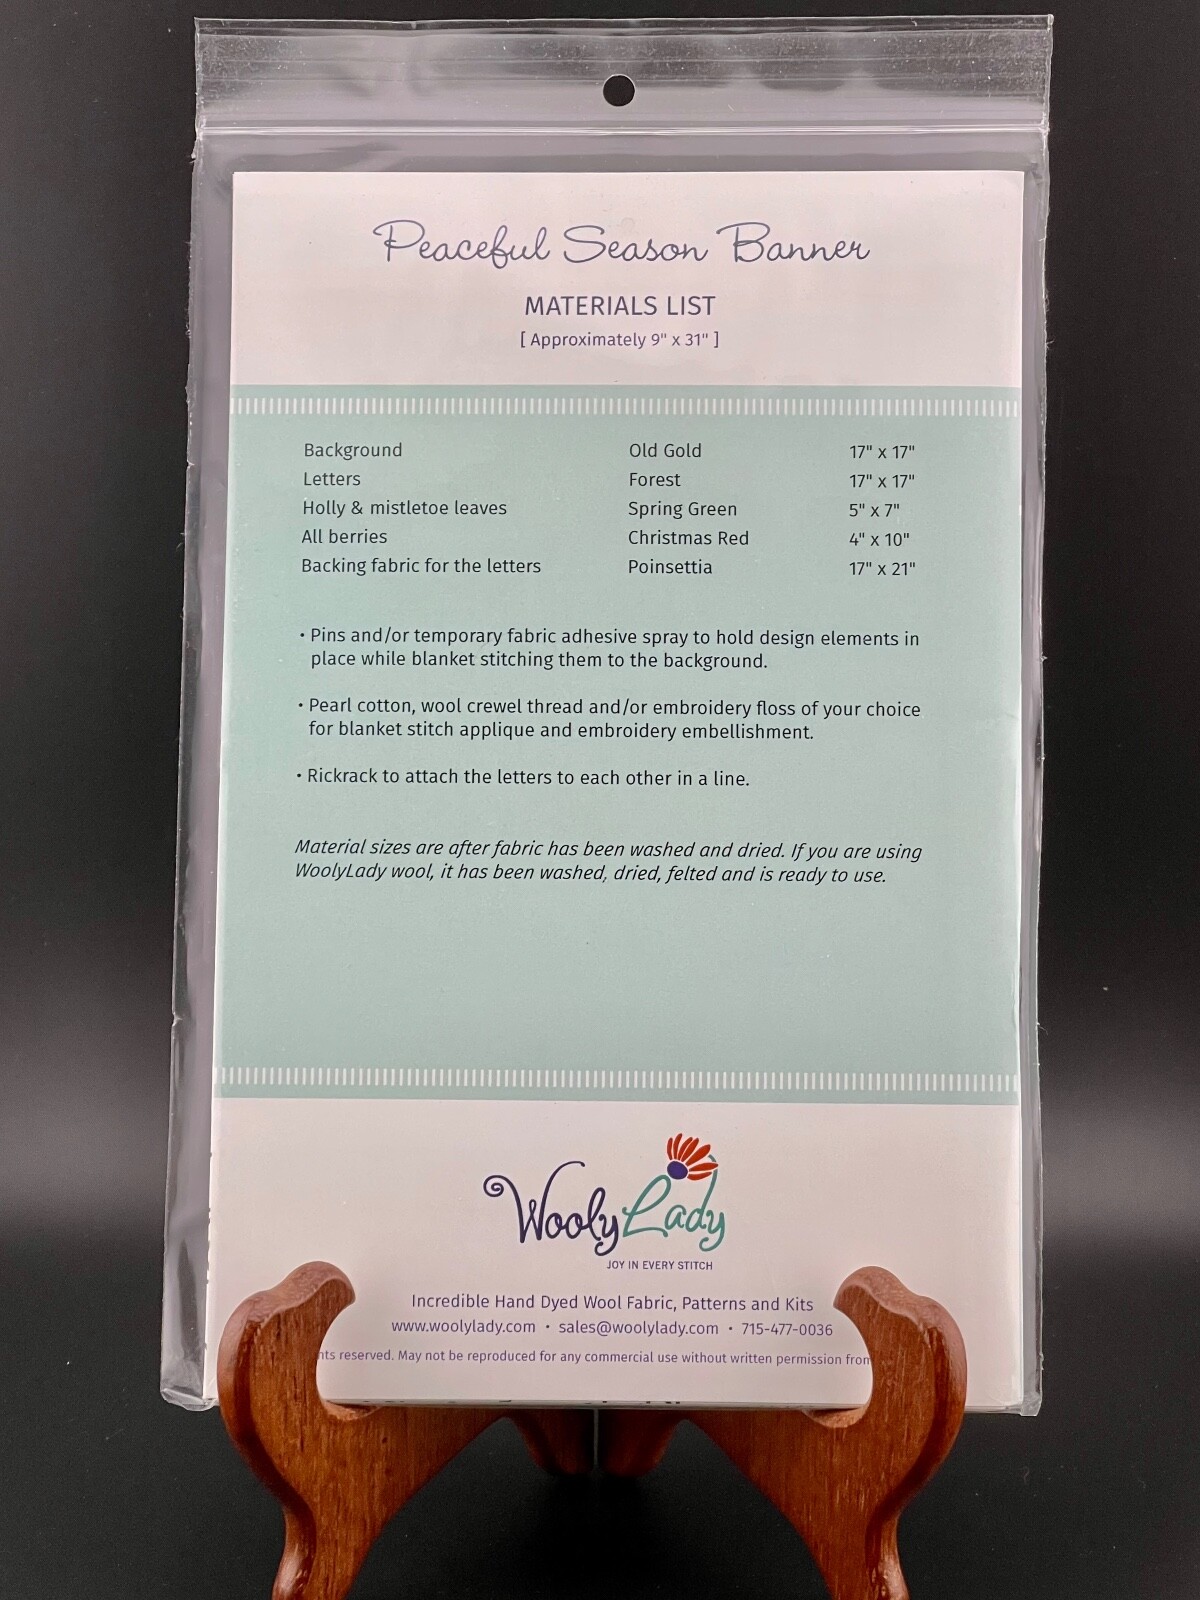 Peaceful Season Banner
MATERIALS LIST
[ Approximately 9" x 31" ]
Background Old Gold 17" x 17"
Letters Forest 17" x 17"
Holly & mistletoe leaves Spring Green 5" x 7"
All berries Christmas Red 4" x 10"
Backing fabric for the letters Poinsettia 17" x 21"
• Pins and/or temporary fabric adhesive spray to hold design elements in
place while blanket stitching them to the background.
• Pearl cotton, wool crewel thread and/or embroidery floss of your choice
for blanket stitch applique and embroidery embellishment.
• Rickrack to attach the letters to each other in a line.
Material sizes are after fabric has been washed and dried. If you are using
WoolyLady wool, it has been washed, dried, felted and is ready to use.
WoolyLady
JOY IN EVERY STITCH
Incredible Hand Dyed Wool Fabric, Patterns and Kits
www.woolylady.com • sales@woolylady.com • 715-477-0036
reserved. May not be reproduced for any commercial use without written permission from